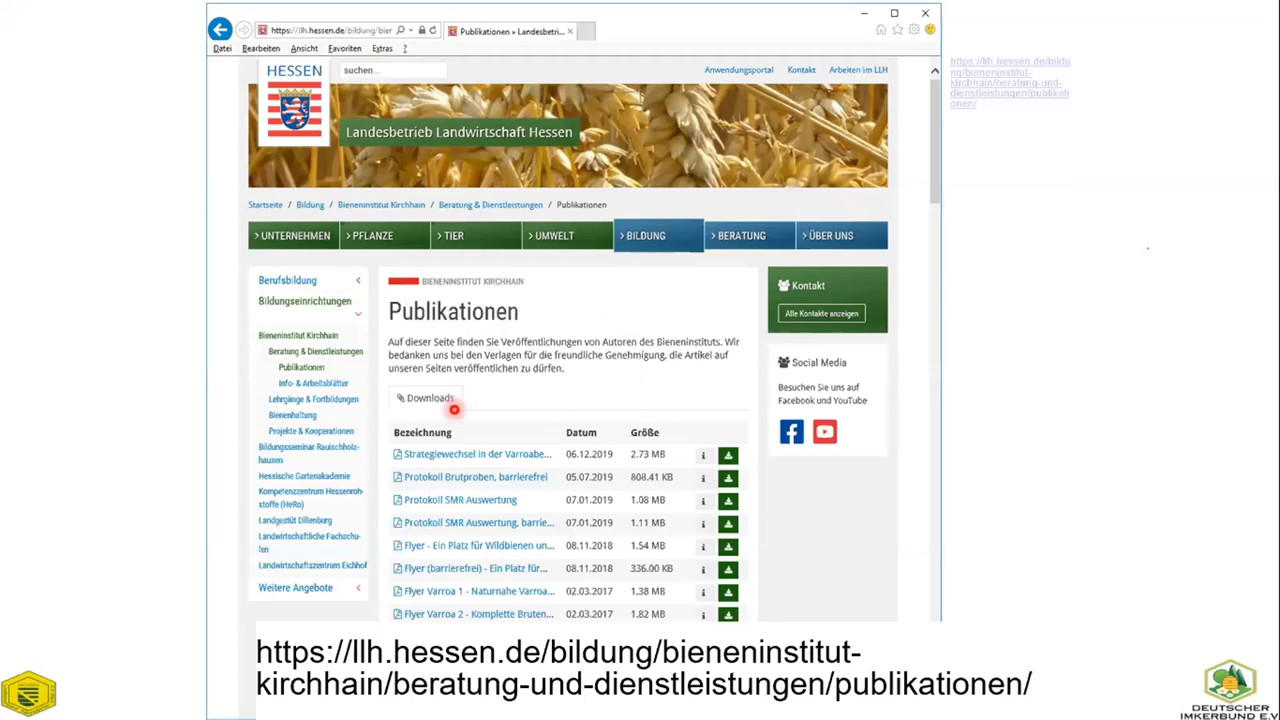 https://llh.hessen.de/bildung/bier
Publikationen » Landesbetri...
Datei Bearbeiten Ansicht Favoriten Extras ?
HESSEN
suchen...
Anwendungsportal Kontakt Arbeiten im LLH
Landesbetrieb Landwirtschaft Hessen
Startseite / Bildung / Bieneninstitut Kirchhain / Beratung & Dienstleistungen / Publikationen
> UNTERNEHMEN > PFLANZE > TIER > UMWELT > BILDUNG > BERATUNG > ÜBER UNS
Berufsbildung
Bildungseinrichtungen
Bieneninstitut Kirchhain
Beratung & Dienstleistungen
Publikationen
Info- & Arbeitsblätter
Lehrgänge & Fortbildungen
Bienenhaltung
Projekte & Kooperationen
Bildungsseminar Rauischholz-
hausen
Hessische Gartenakademie
Kompetenzzentrum Hessenroh-
stoffe (HeRo)
Landgestüt Dillenburg
Landwirtschaftliche Fachschu-
len
Landwirtschaftszentrum Eichhof
Weitere Angebote
BIENENINSTITUT KIRCHHAIN
Publikationen
Auf dieser Seite finden Sie Veröffentlichungen von Autoren des Bieneninstituts. Wir
bedanken uns bei den Verlagen für die freundliche Genehmigung, die Artikel auf
unseren Seiten veröffentlichen zu dürfen.
Downloads
Bezeichnung Datum Größe
Strategiewechsel in der Varroabe... 06.12.2019 2.73 MB
Protokoll Brutproben, barrierefrei 05.07.2019 808.41 KB
Protokoll SMR Auswertung 07.01.2019 1.08 MB
Protokoll SMR Auswertung, barrie... 07.01.2019 1.11 MB
Flyer - Ein Platz für Wildbienen un... 08.11.2018 1.54 MB
Flyer (barrierefrei) - Ein Platz für... 08.11.2018 336.00 KB
Flyer Varroa 1 - Naturnahe Varroa... 02.03.2017 1.38 MB
Flyer Varroa 2 - Komplette Bruten... 02.03.2017 1.82 MB
Kontakt
Alle Kontakte anzeigen
Social Media
Besuchen Sie uns auf
Facebook und YouTube
https://llh.hessen.de/bildu
ng/bieneninstitut-
kirchhain/beratung-und-
dienstleistungen/publikati
onen/
https://llh.hessen.de/bildung/bieneninstitut-
kirchhain/beratung-und-dienstleistungen/publikationen/
DEUTSCHER
IMKERBUND E.V.